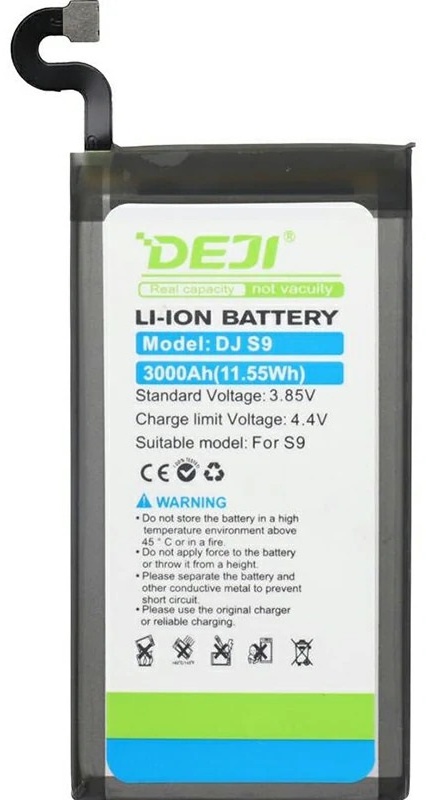 DEJI®
Real capacity not vacuity
LI-ION BATTERY
Model: DJ S9
3000Ah(11.55Wh)
Standard Voltage: 3.85V
Charge limit Voltage: 4.4V
Suitable model: For S9
CE
WARNING
• Do not store the battery in a high
temperature environment above
45 ° C or in a fire.
• Do not apply force to the battery
or throw it from a height.
• Please separate the battery and
other conductive metal to prevent
short circuit.
• Please use the original charger
or reliable charging.